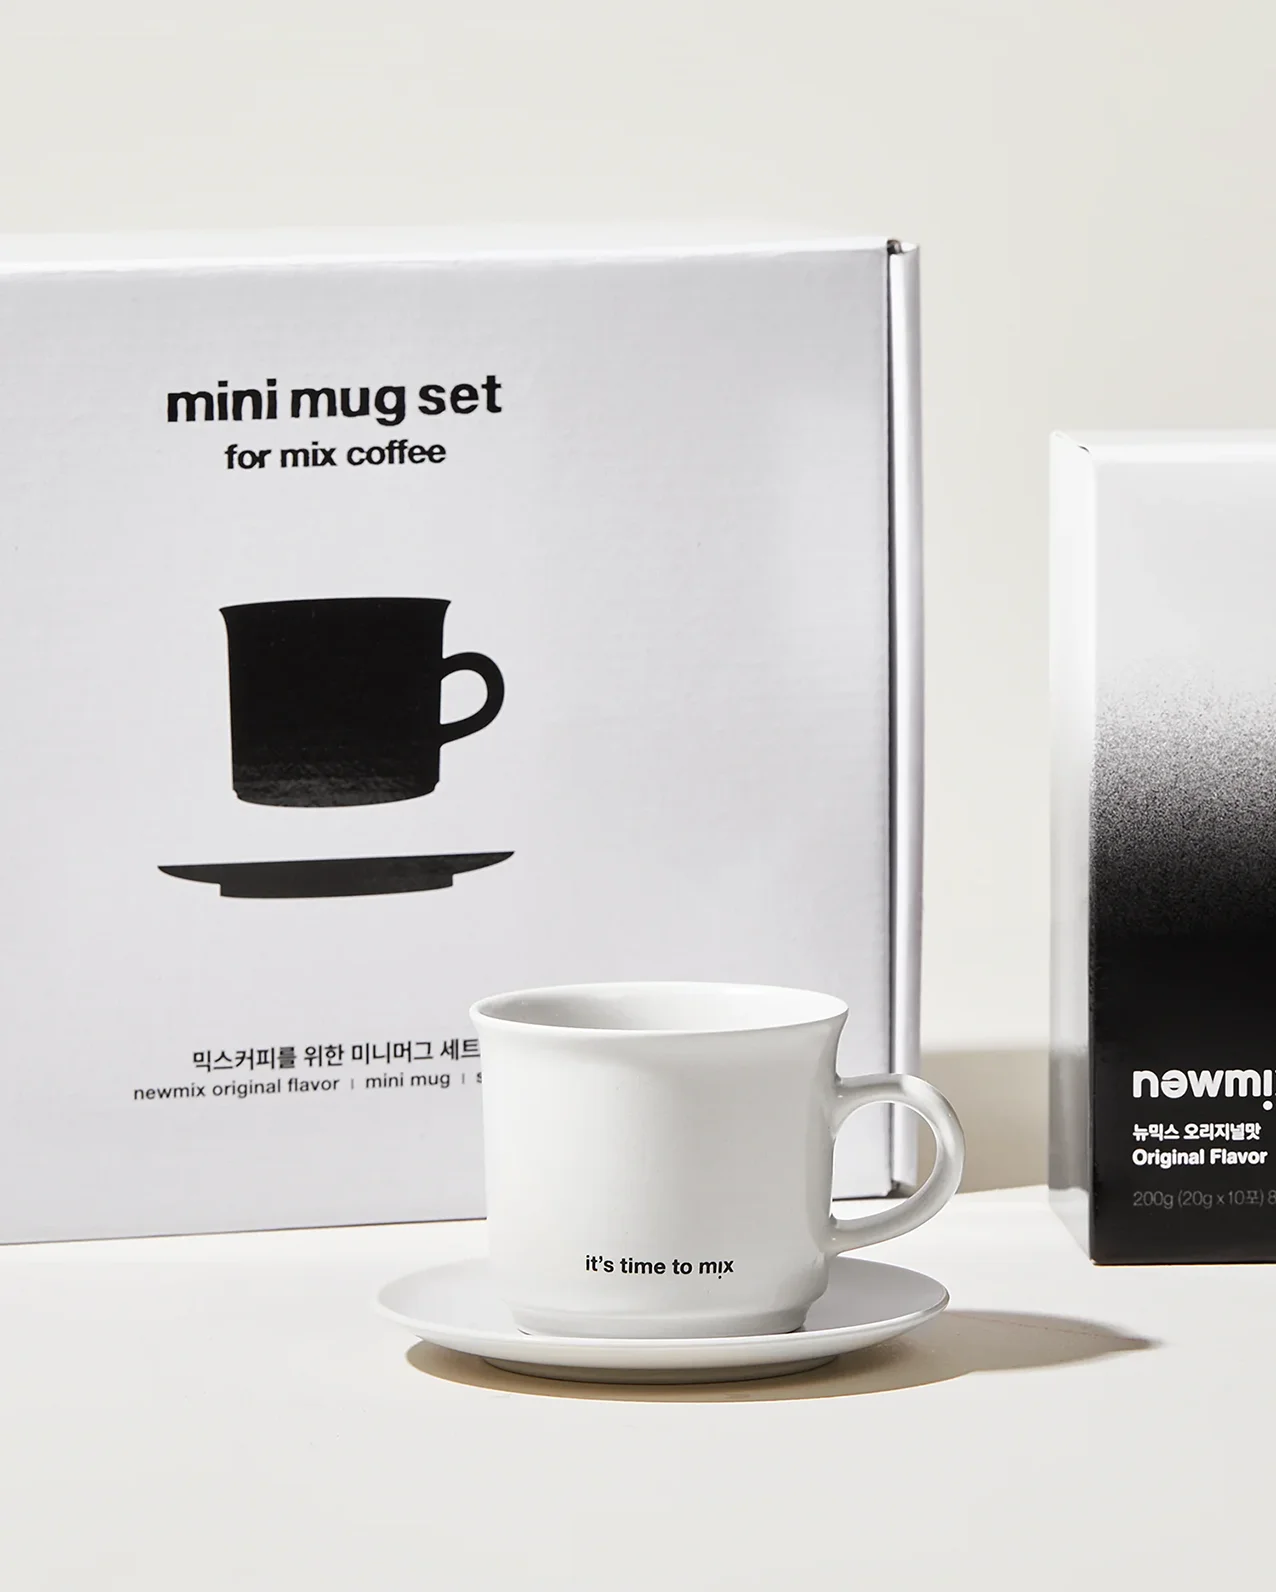 mini mug set
for mix coffee
믹스커피를 위한 미니머그 세트
newmix original flavor | mini mug |
it's time to mix
newmix
뉴믹스 오리지널맛
Original Flavor
200g (20g x 10포)